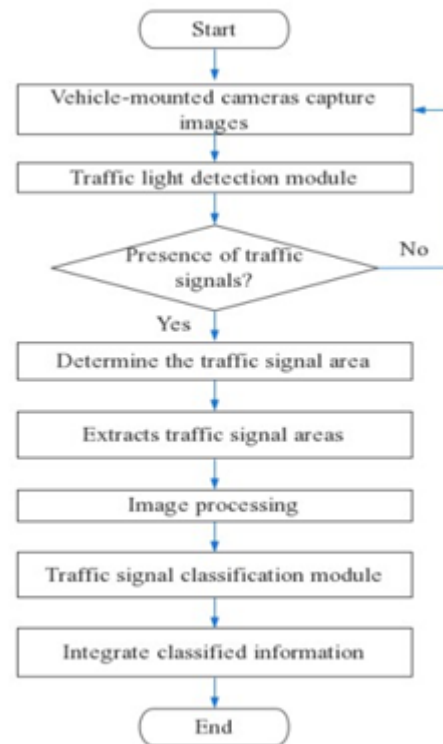 Start
Vehicle-mounted cameras capture
images
Traffic light detection module
Presence of traffic
signals?
No
Yes
Determine the traffic signal area
Extracts traffic signal areas
Image processing
Traffic signal classification module
Integrate classified information
End